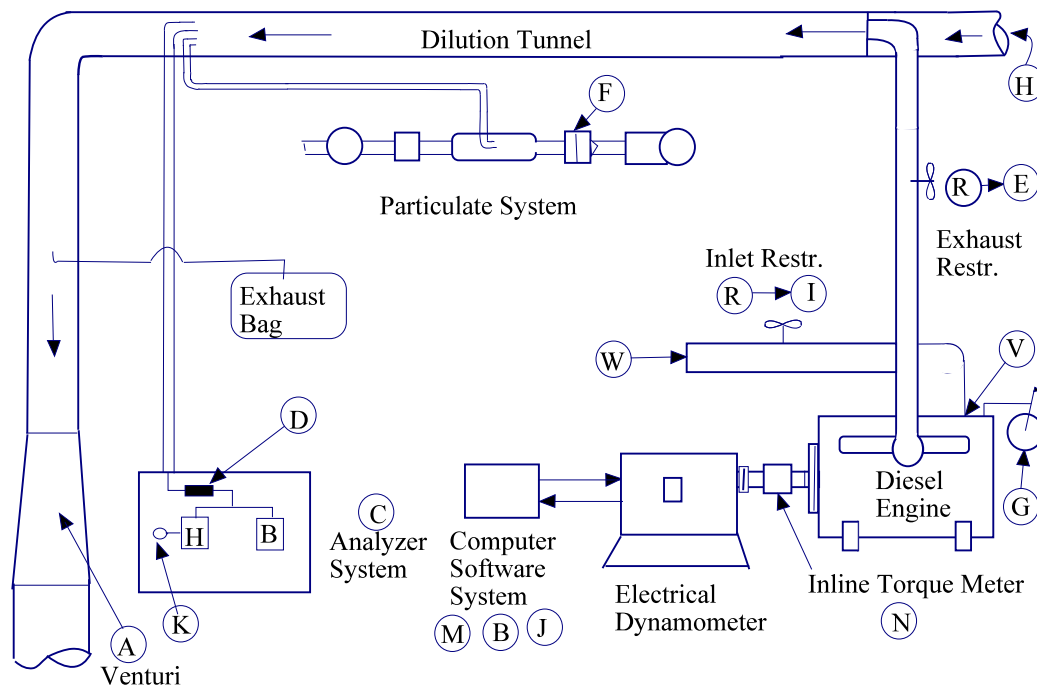 Dilution Tunnel
H
F
Particulate System
R
E
Exhaust
Restr.
Inlet Restr.
R
I
Exhaust
Bag
W
V
D
Diesel
Engine
G
H
B
C
Analyzer
System
K
Computer
Software
System
M
B
J
Electrical
Dynamometer
Inline Torque Meter
N
A
Venturi